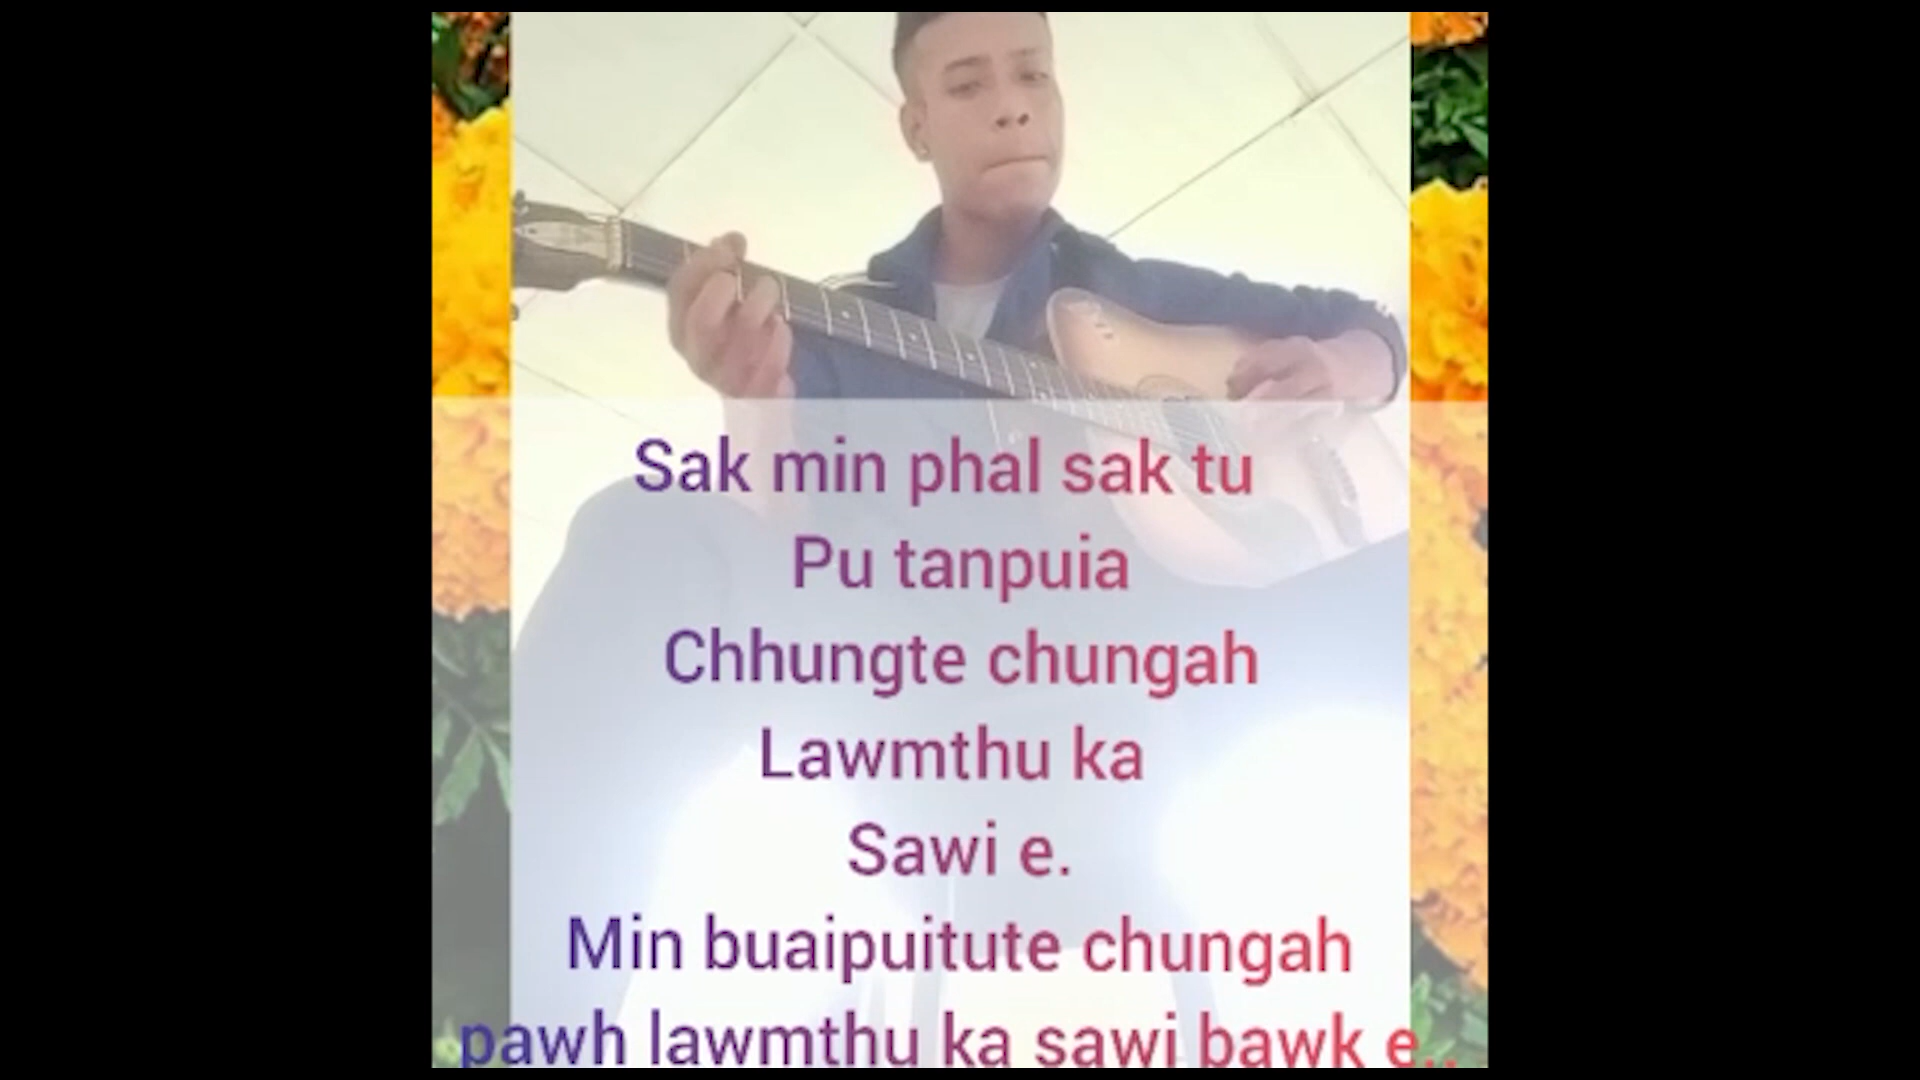 Sak min phal sak tu
Pu tanpuia
Chhungte chungah
Lawmthu ka
Sawi e.
Min buaipuitute chungah
pawh lawmthu ka sawi bawk e..